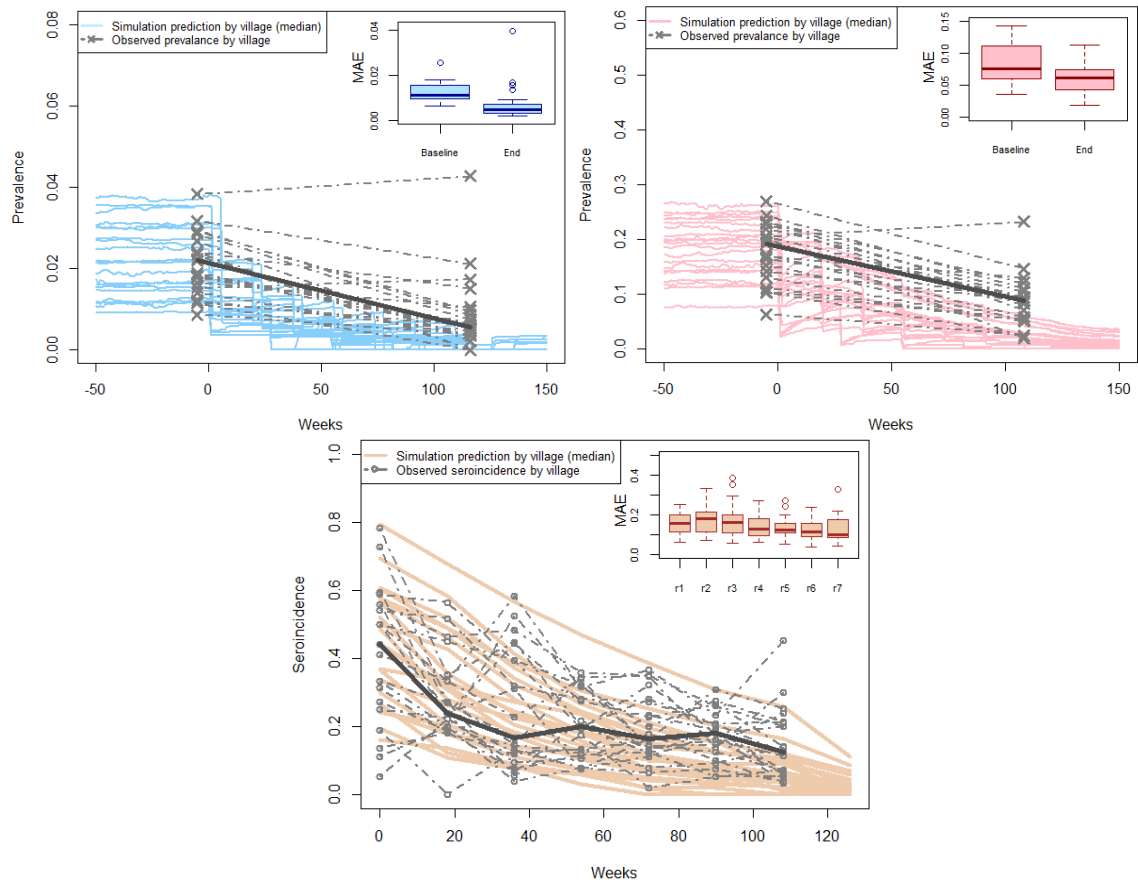 Simulation prediction by village (median)
Observed prevalance by village
MAE
0.04
0.02
0.00
Baseline
End
Prevalence
0.08
0.06
0.04
0.02
0.00
-50
0
50
100
150
Weeks
Simulation prediction by village (median)
Observed prevalance by village
MAE
0.15
0.10
0.05
0.00
Baseline
End
Prevalence
0.6
0.5
0.4
0.3
0.2
0.1
0.0
-50
0
50
100
150
Weeks
Simulation prediction by village (median)
Observed seroincidence by village
MAE
0.4
0.2
0.0
r1
r2
r3
r4
r5
r6
r7
Seroincidence
1.0
0.8
0.6
0.4
0.2
0.0
0
20
40
60
80
100
120
Weeks